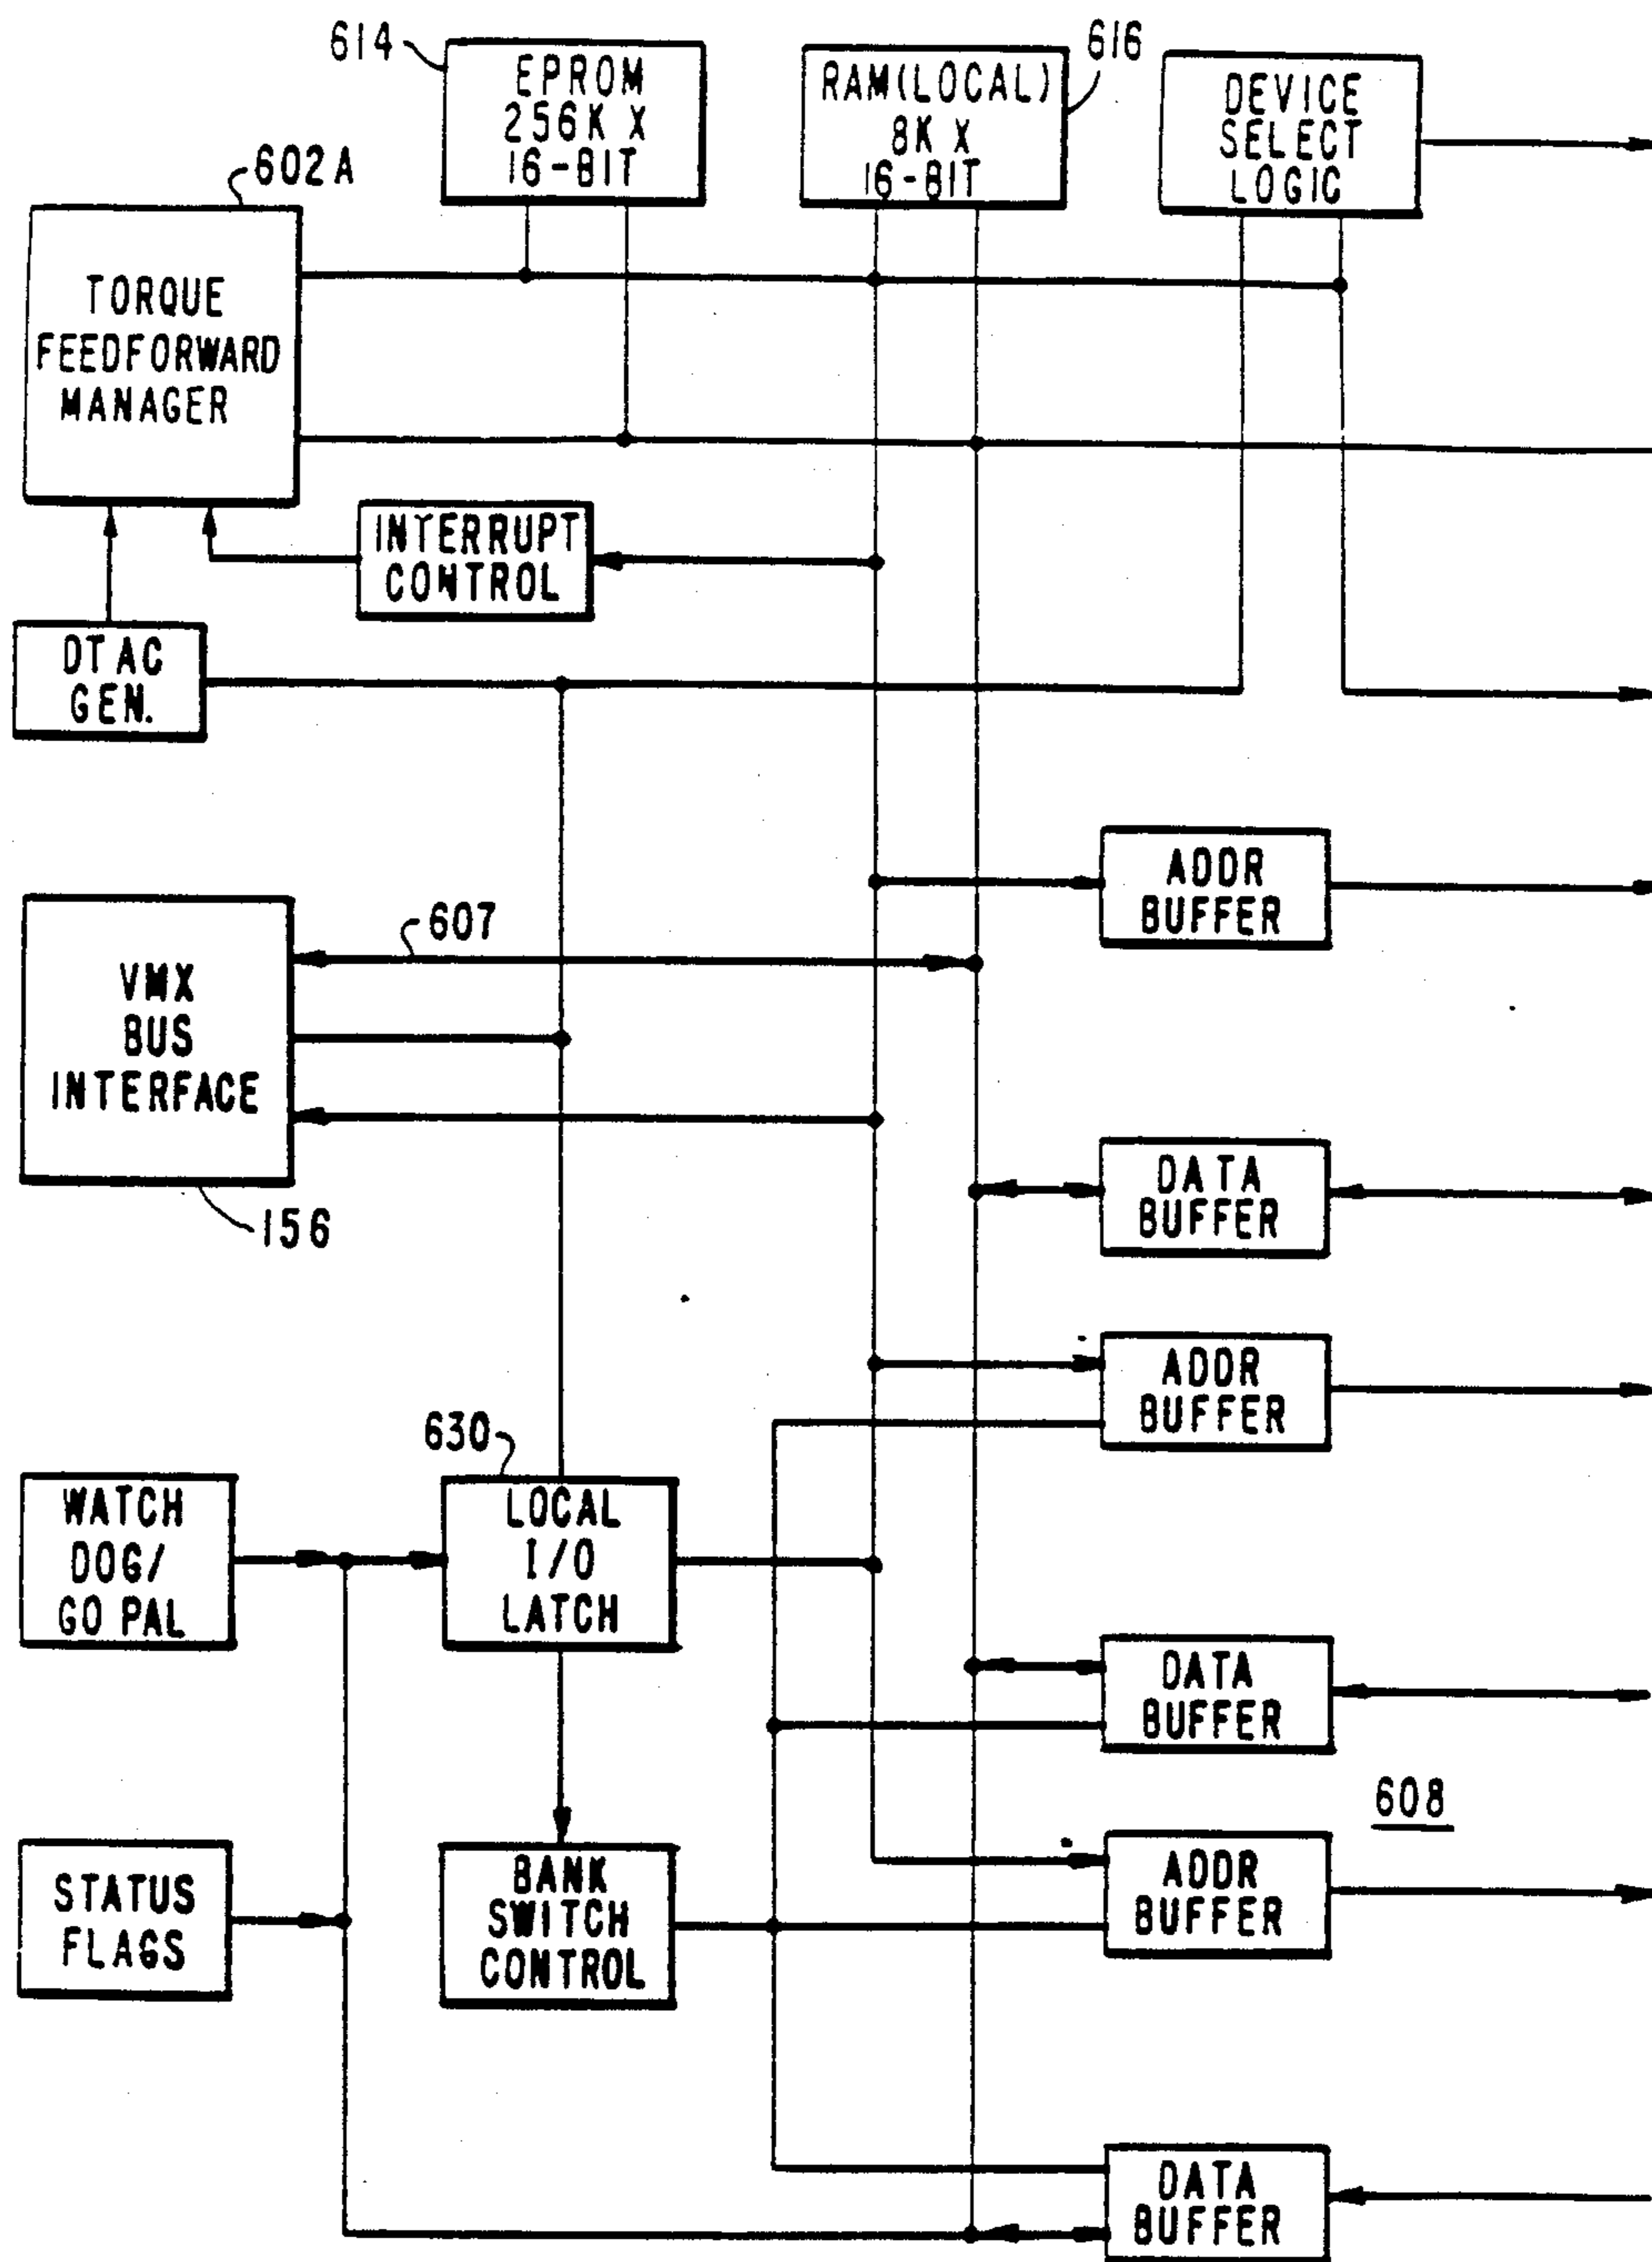 614
EPROM
256K X
16-BIT
RAM(LOCAL)
8K X
16-BIT
616
DEVICE
SELECT
LOGIC
602A
TORQUE
FEEDFORWARD
MANAGER
INTERRUPT
CONTROL
DTAC
GEN.
ADDR
BUFFER
607
VMX
BUS
INTERFACE
156
DATA
BUFFER
ADDR
BUFFER
630
WATCH
DOG/
GO PAL
LOCAL
I/O
LATCH
DATA
BUFFER
608
STATUS
FLAGS
BANK
SWITCH
CONTROL
ADDR
BUFFER
DATA
BUFFER